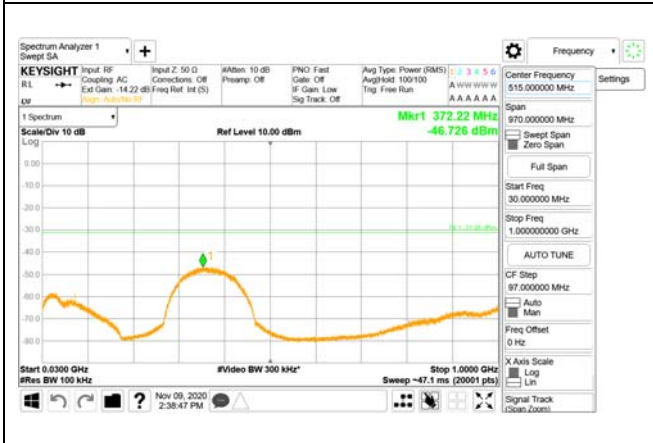 Spectrum Analyzer 1
Swept SA
Frequency
KEYSIGHT
Input: RF
Coupling: AC
Ext Gain: -14.22 dB
Align: Auto/No RF
Input Z: 50 Ω
Corrections: Off
Freq Ref: Int (S)
#Atten: 10 dB
Preamp: Off
PNO: Fast
Gate: Off
IF Gain: Low
Sig Track: Off
Avg Type: Power (RMS)
Avg|Hold: 100/100
Trig: Free Run
1 2 3 4 5 6
A W W W W W
A A A A A A
RL
Center Frequency
515.000000 MHz
Settings
1 Spectrum
Mkr1 372.22 MHz
Scale/Div 10 dB
Ref Level 10.00 dBm
-46.726 dBm
Log
Span
970.000000 MHz
Swept Span
Zero Span
Full Span
Start Freq
30.000000 MHz
Stop Freq
1.000000000 GHz
AUTO TUNE
CF Step
97.000000 MHz
Auto
Man
Freq Offset
0 Hz
X Axis Scale
Log
Lin
Signal Track
(Span Zoom)
0.00
-10.0
-20.0
-30.0
-40.0
-50.0
-60.0
-70.0
-80.0
1
Start 0.0300 GHz
#Video BW 300 kHz*
Stop 1.0000 GHz
#Res BW 100 kHz
Sweep ~47.1 ms (20001 pts)
Nov 09, 2020
2:38:47 PM